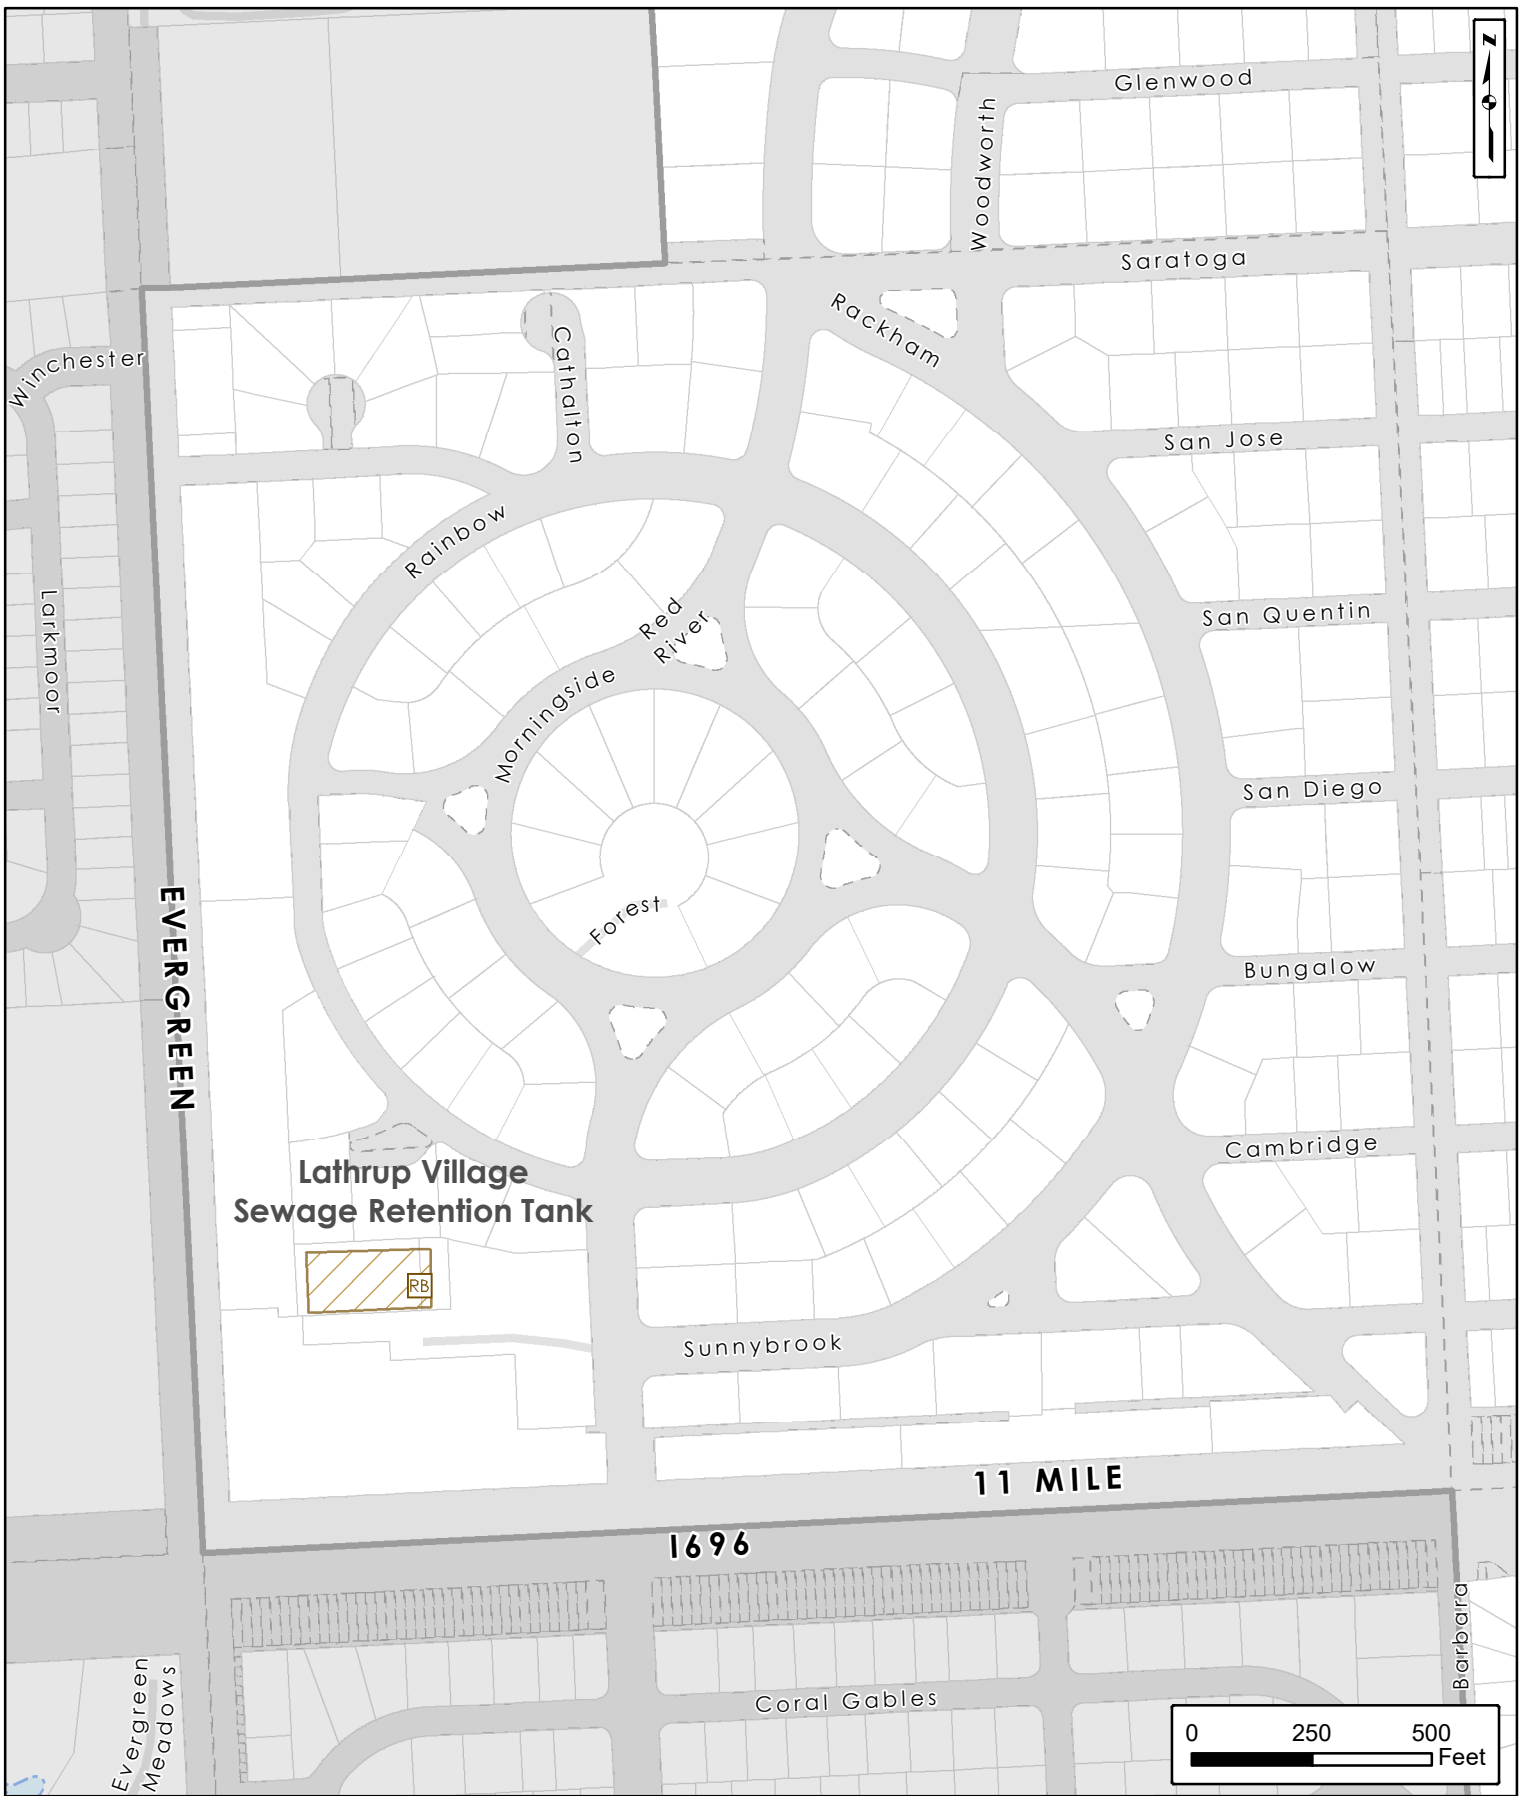 Z
Glenwood
Woodworth
Saratoga
Rackham
Winchester
Cathalton
San Jose
Rainbow
Larkmoor
Red
River
San Quentin
Morningside
San Diego
EVERGREEN
Forest
Bungalow
Cambridge
Lathrup Village
Sewage Retention Tank
RB
Sunnybrook
11 MILE
I696
Barbara
Evergreen
Meadows
Coral Gables
0 250 500
Feet